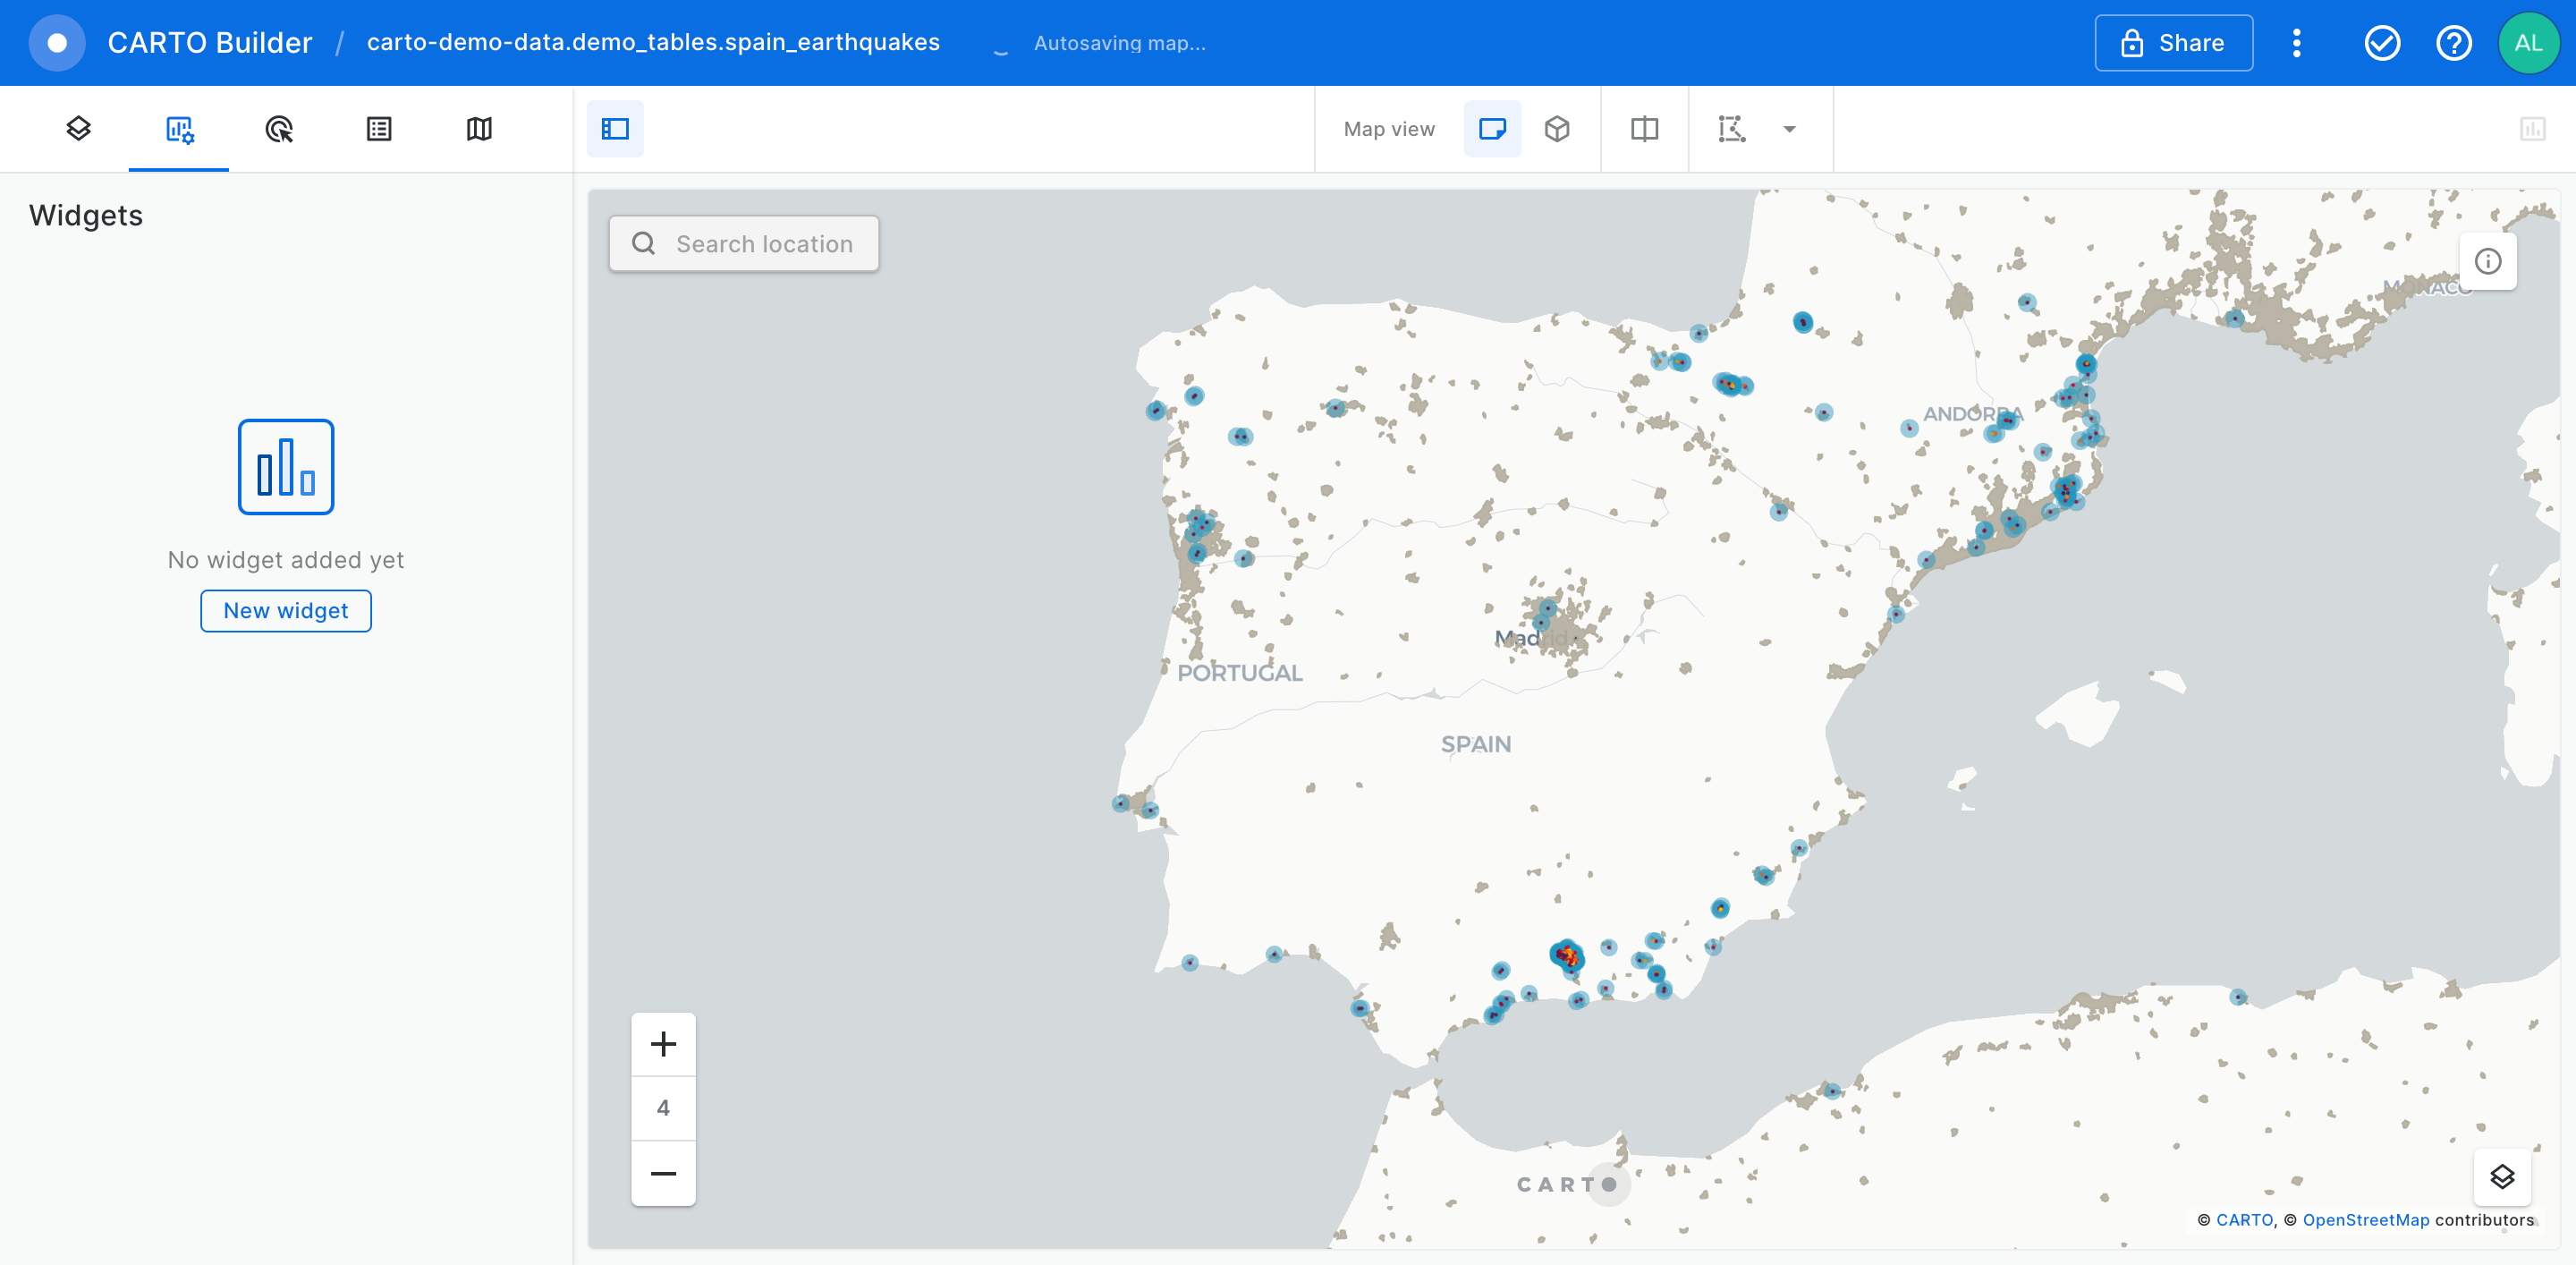 CARTO Builder / carto-demo-data.demo_tables.spain_earthquakes Autosaving map... Share AL
Map view
Widgets
Search location
MONACO
ANDORRA
No widget added yet
New widget
Madrid
PORTUGAL
SPAIN
4
CARTO
© CARTO, © OpenStreetMap contributors